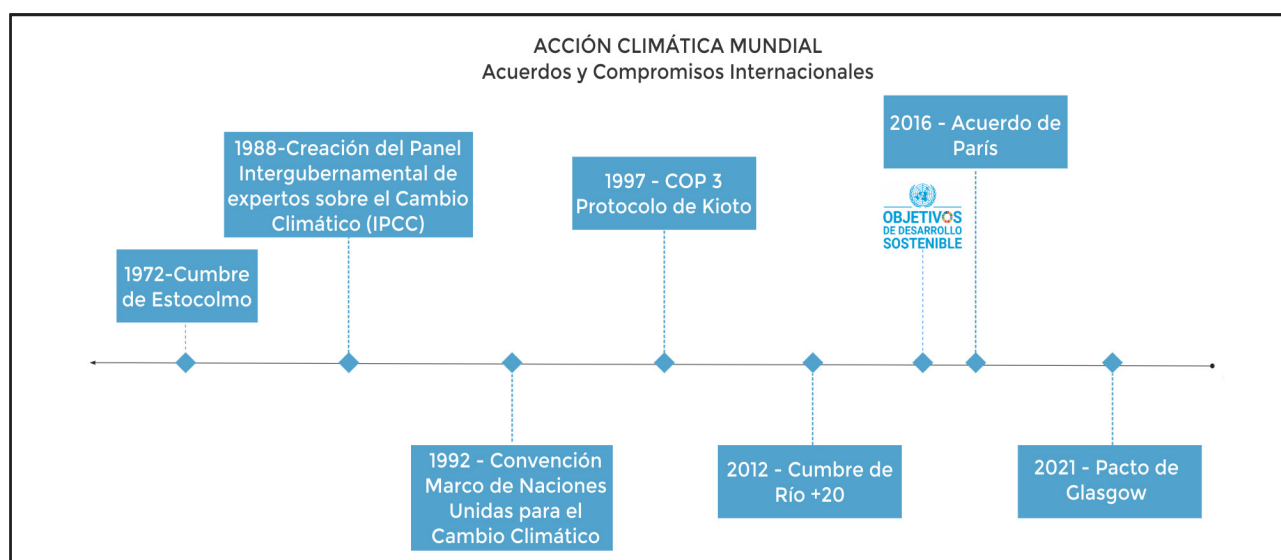 ACCIÓN CLIMÁTICA MUNDIAL
Acuerdos y Compromisos Internacionales
1972-Cumbre
de Estocolmo
1988-Creación del Panel
Intergubernamental de
expertos sobre el Cambio
Climático (IPCC)
1992 - Convención
Marco de Naciones
Unidas para el
Cambio Climático
1997 - COP 3
Protocolo de Kioto
2012 - Cumbre de
Río +20
OBJETIVOS
DE DESARROLLO
SOSTENIBLE
2016 - Acuerdo de
París
2021 - Pacto de
Glasgow